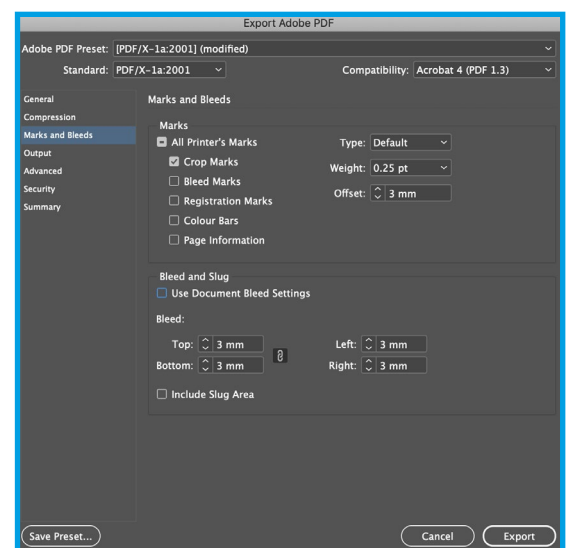 Export Adobe PDF
Adobe PDF Preset: [PDF/X-1a:2001] (modified)
Standard: PDF/X-1a:2001 Compatibility: Acrobat 4 (PDF 1.3)
General
Compression
Marks and Bleeds
Output
Advanced
Security
Summary
Marks and Bleeds
Marks
All Printer's Marks
Crop Marks
Bleed Marks
Registration Marks
Colour Bars
Page Information
Type: Default
Weight: 0.25 pt
Offset: 3 mm
Bleed and Slug
Use Document Bleed Settings
Bleed:
Top: 3 mm Left: 3 mm
Bottom: 3 mm Right: 3 mm
Include Slug Area
Save Preset... Cancel Export